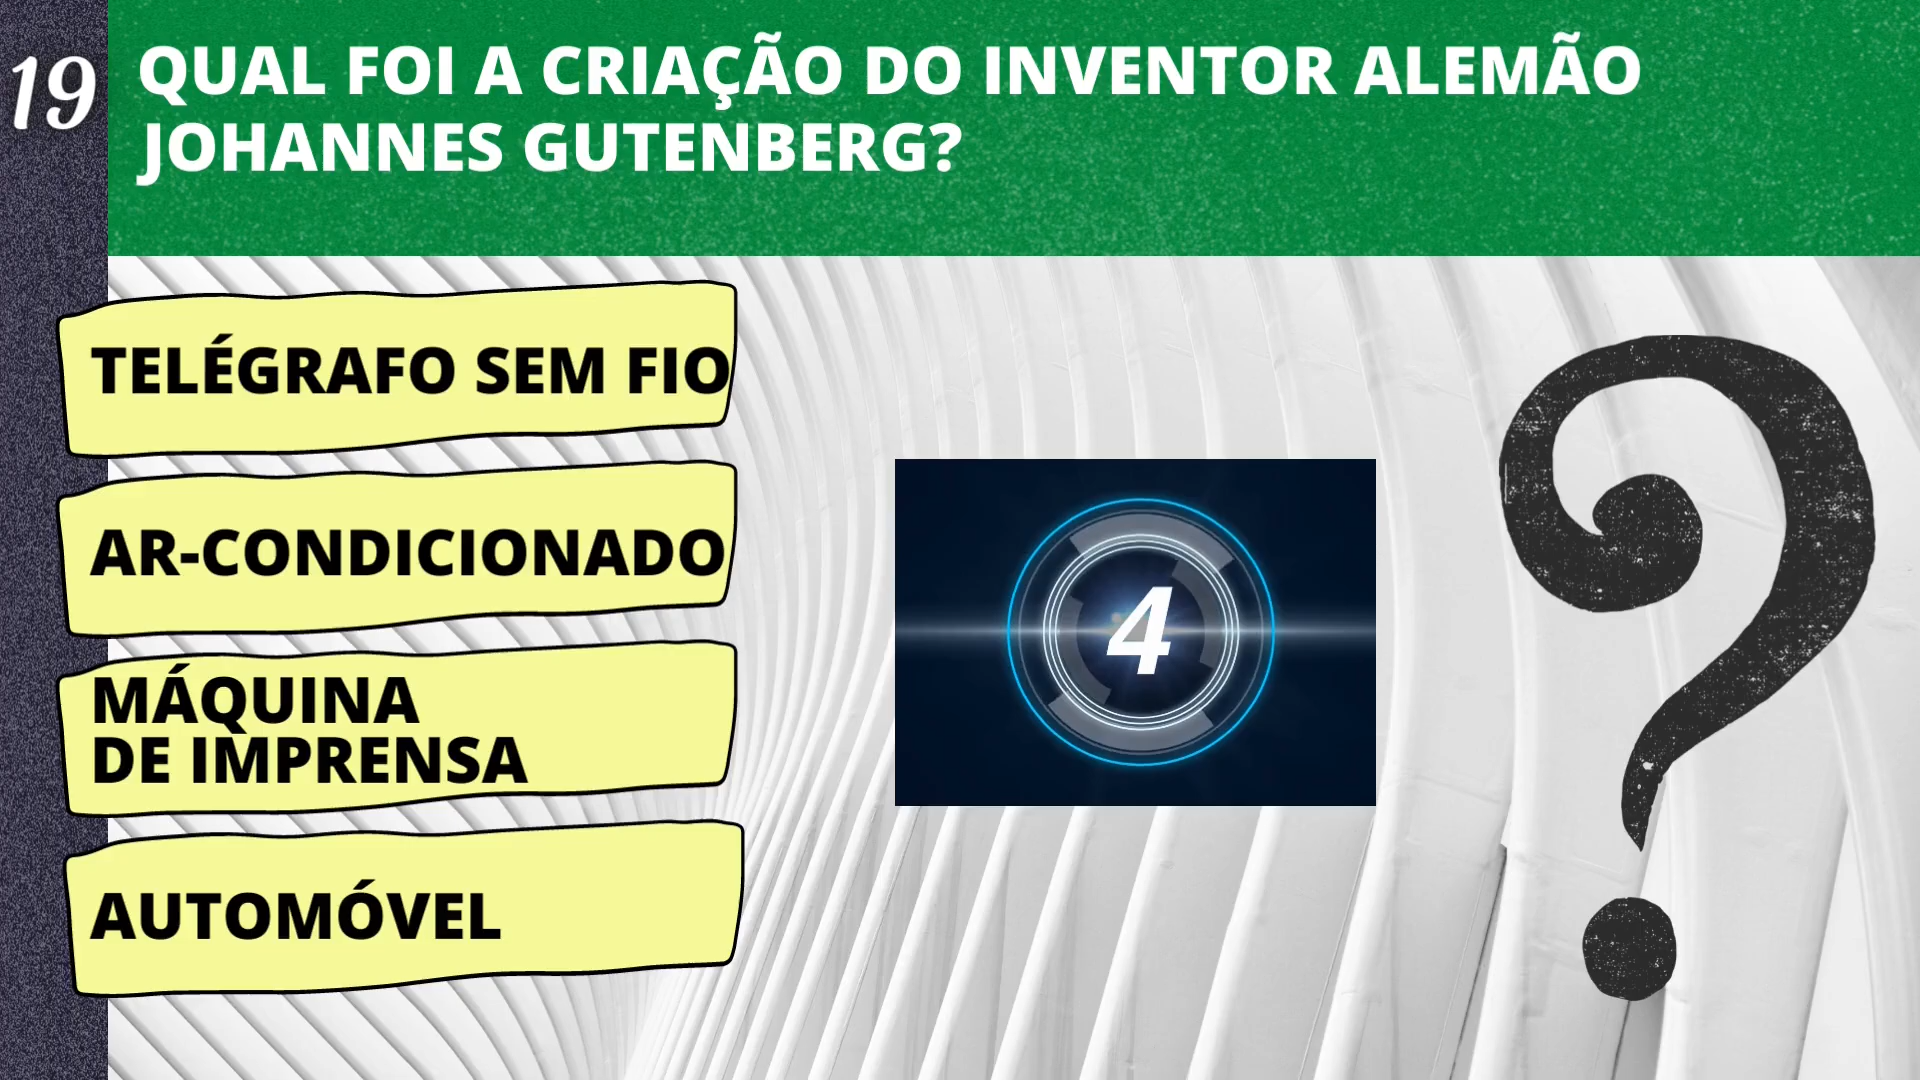 19
QUAL FOI A CRIAÇÃO DO INVENTOR ALEMÃO
JOHANNES GUTENBERG?
TELÉGRAFO SEM FIO
AR-CONDICIONADO
MÁQUINA
DE IMPRENSA
AUTOMÓVEL
4
?